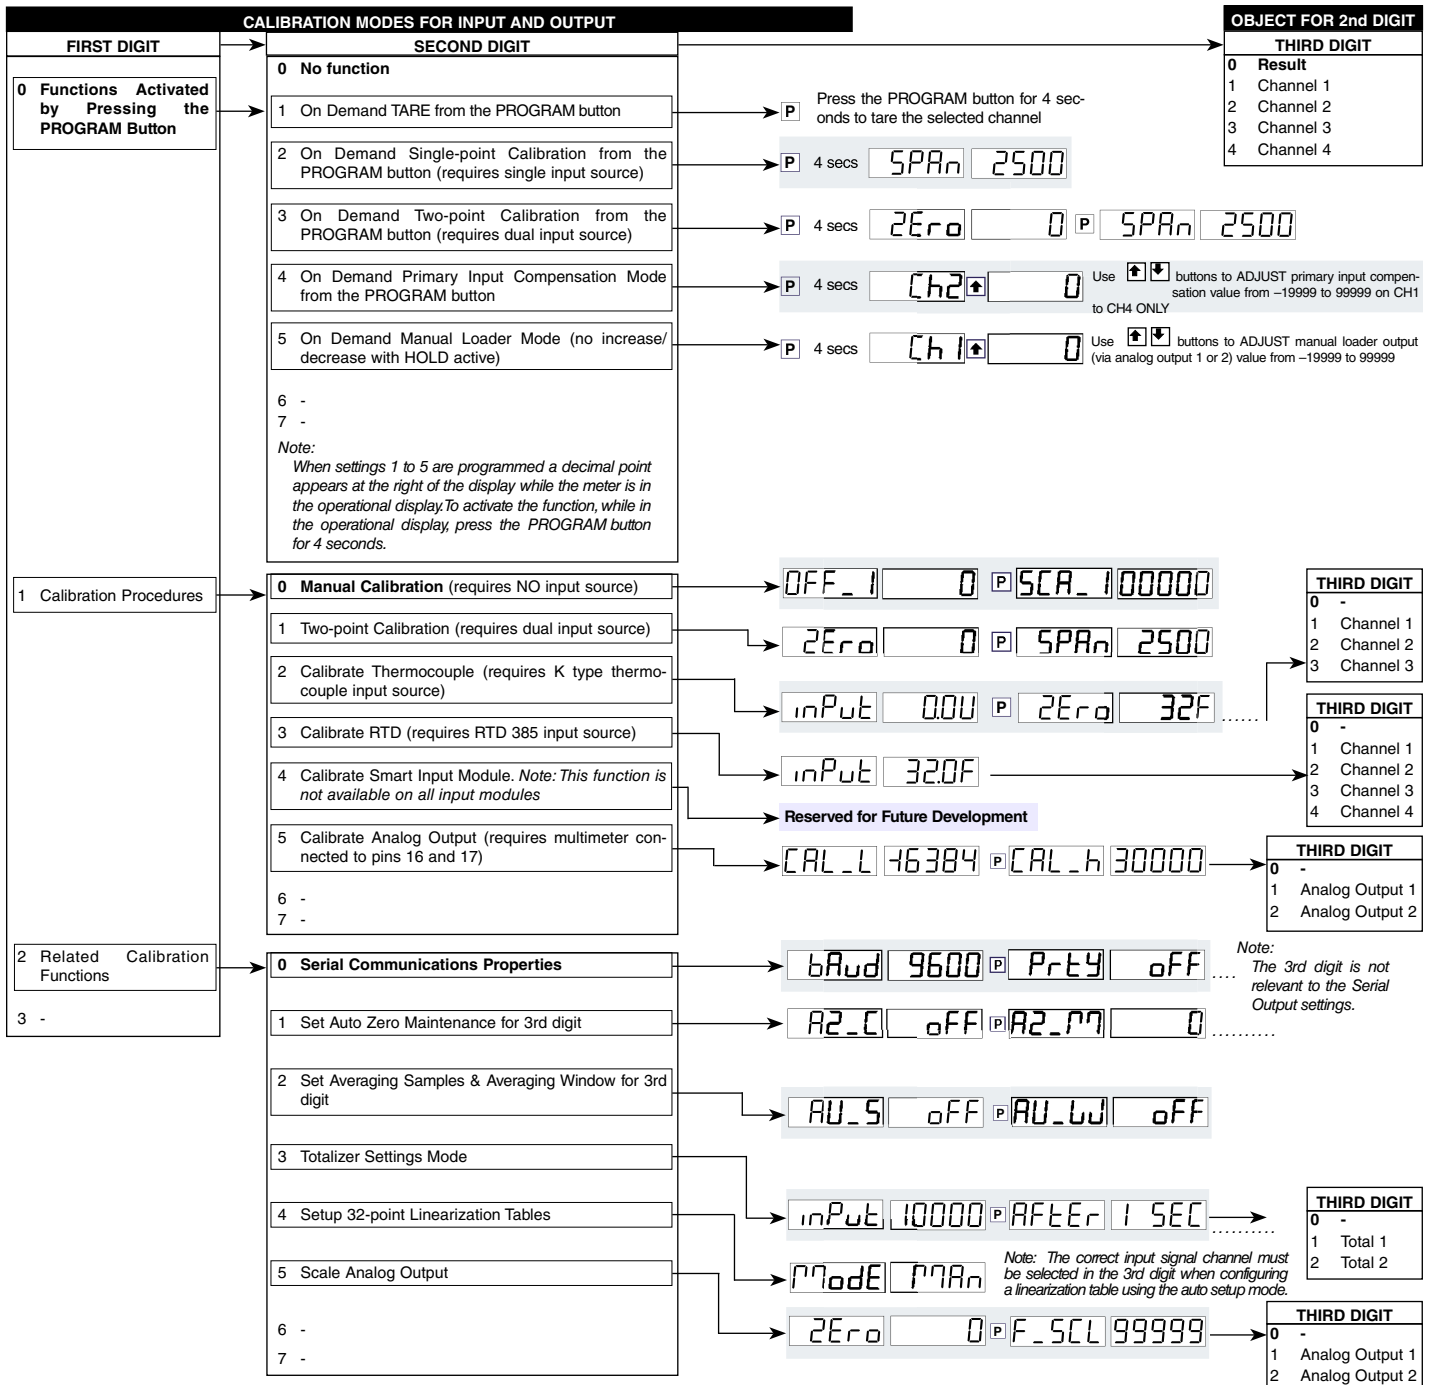 CALIBRATION MODES FOR INPUT AND OUTPUT
OBJECT FOR 2nd DIGIT
FIRST DIGIT
SECOND DIGIT
THIRD DIGIT
0 Result
1 Channel 1
2 Channel 2
3 Channel 3
4 Channel 4
0 Functions Activated
by Pressing the
PROGRAM Button
0 No function
1 On Demand TARE from the PROGRAM button
P Press the PROGRAM button for 4 sec-
onds to tare the selected channel
2 On Demand Single-point Calibration from the
PROGRAM button (requires single input source)
P 4 secs SPAn 2500
3 On Demand Two-point Calibration from the
PROGRAM button (requires dual input source)
P 4 secs ZEro 0 P SPAn 2500
4 On Demand Primary Input Compensation Mode
from the PROGRAM button
P 4 secs Ch2 0 Use buttons to ADJUST primary input compen-
sation value from –19999 to 99999 on CH1
to CH4 ONLY
5 On Demand Manual Loader Mode (no increase/
decrease with HOLD active)
P 4 secs Ch1 0 Use buttons to ADJUST manual loader output
(via analog output 1 or 2) value from –19999 to 99999
6 -
7 -
Note:
When settings 1 to 5 are programmed a decimal point
appears at the right of the display while the meter is in
the operational display.To activate the function, while in
the operational display, press the PROGRAM button
for 4 seconds.
1 Calibration Procedures
0 Manual Calibration (requires NO input source)
OFF_1 0 P SCA_1 00000
1 Two-point Calibration (requires dual input source)
ZEro 0 P SPAn 2500
2 Calibrate Thermocouple (requires K type thermo-
couple input source)
inPut 0.0U P ZEro 32F ......
THIRD DIGIT
0 -
1 Channel 1
2 Channel 2
3 Channel 3
3 Calibrate RTD (requires RTD 385 input source)
inPut 32.0F
THIRD DIGIT
0 -
1 Channel 1
2 Channel 2
3 Channel 3
4 Channel 4
4 Calibrate Smart Input Module. Note: This function is
not available on all input modules
Reserved for Future Development
5 Calibrate Analog Output (requires multimeter con-
nected to pins 16 and 17)
CAL_L -16384 P CAL_h 30000
THIRD DIGIT
0 -
1 Analog Output 1
2 Analog Output 2
6 -
7 -
2 Related Calibration
Functions
3 -
0 Serial Communications Properties
bAud 9600 P PrtY oFF ....
Note:
The 3rd digit is not
relevant to the Serial
Output settings.
1 Set Auto Zero Maintenance for 3rd digit
AZ_C oFF P AZ_M 0 ..........
2 Set Averaging Samples & Averaging Window for 3rd
digit
AU_S oFF P AU_W oFF
3 Totalizer Settings Mode
inPut 10000 P AFtEr 1 SEC ..........
THIRD DIGIT
0 -
1 Total 1
2 Total 2
4 Setup 32-point Linearization Tables
ModE MAn
Note: The correct input signal channel must
be selected in the 3rd digit when configuring
a linearization table using the auto setup mode.
5 Scale Analog Output
ZEro 0 P F_SCL 99999
THIRD DIGIT
0 -
1 Analog Output 1
2 Analog Output 2
6 -
7 -